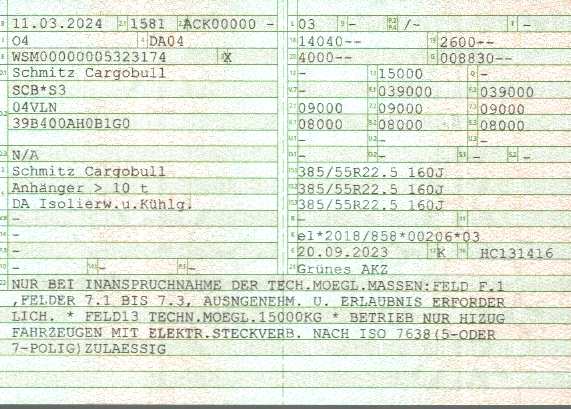 11.03.2024 2.1 1581 2.2 ACK00000 -
04 4 DA04
WSM00000005323174 X
Schmitz Cargobull
SCB*S3
04VLN
39B400AH0B1G0
N/A
Schmitz Cargobull
Anhänger > 10 t
DA Isolierw.u.Kühlg.
-
-
-
- -
03 - /- -
14040-- 2600--
4000-- 008830--
- 15000 -
- 039000 039000
09000 09000 09000
08000 08000 08000
- - -
- - - -
385/55R22.5 160J
385/55R22.5 160J
385/55R22.5 160J
-
e1*2018/858*00206*03
20.09.2023 K HC131416
Grünes AKZ
NUR BEI INANSPRUCHNAHME DER TECH.MOEGL.MASSEN:FELD F.1
,FELDER 7.1 BIS 7.3, AUSNGENEHM. U. ERLAUBNIS ERFORDER
LICH. * FELD13 TECHN.MOEGL.15000KG * BETRIEB NUR HIZUG
FAHRZEUGEN MIT ELEKTR.STECKVERB. NACH ISO 7638(5-ODER
7-POLIG)ZULAESSIG